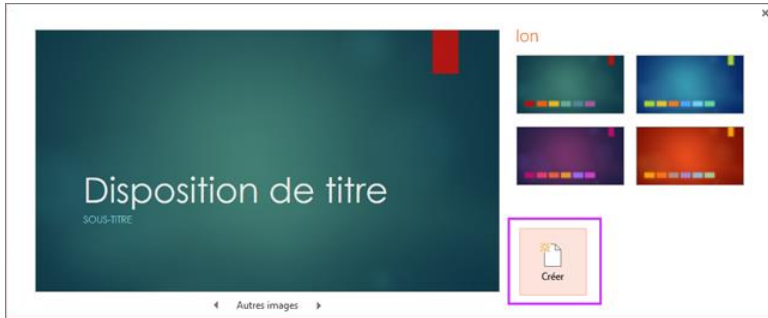 Ion
Disposition de titre
SOUS-TITRE
Créer
Autres images